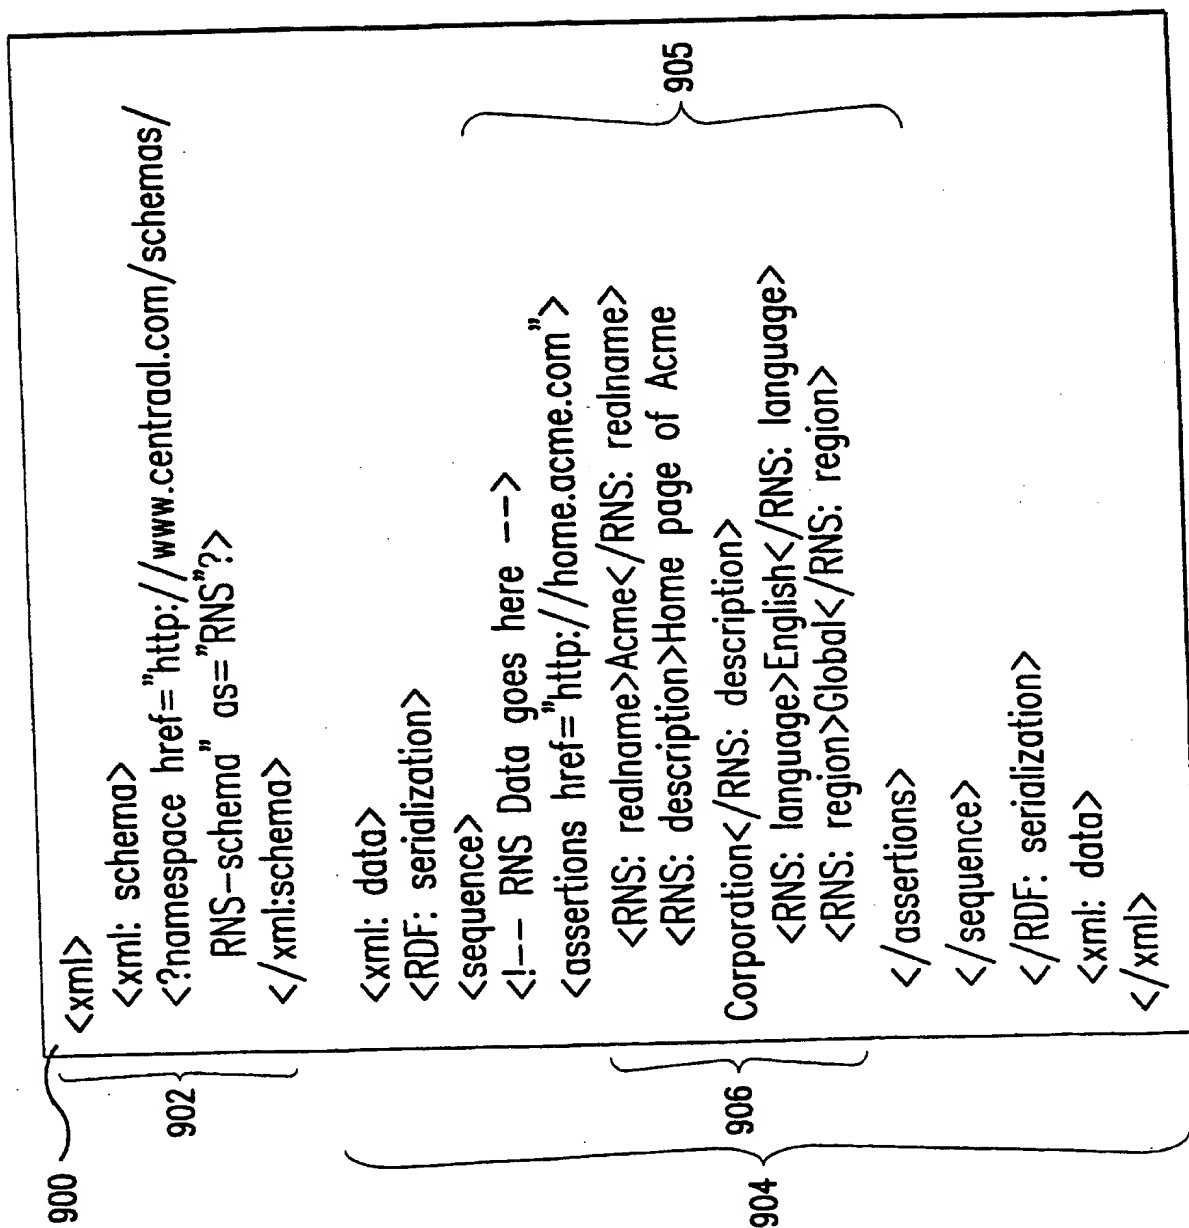 900
<xml>
<xml: schema>
<?namespace href="http://www.centraal.com/schemas/
RNS-schema" as="RNS"?>
</xml:schema>
902
<xml: data>
<RDF: serialization>
<sequence>
<!-- RNS Data goes here -->
<assertions href="http://home.acme.com">
<RNS: realname>Acme</RNS: realname>
<RNS: description>Home page of Acme
Corporation</RNS: description>
<RNS: language>English</RNS: language>
<RNS: region>Global</RNS: region>
</assertions>
</sequence>
</RDF: serialization>
<xml: data>
</xml>
905
906
904